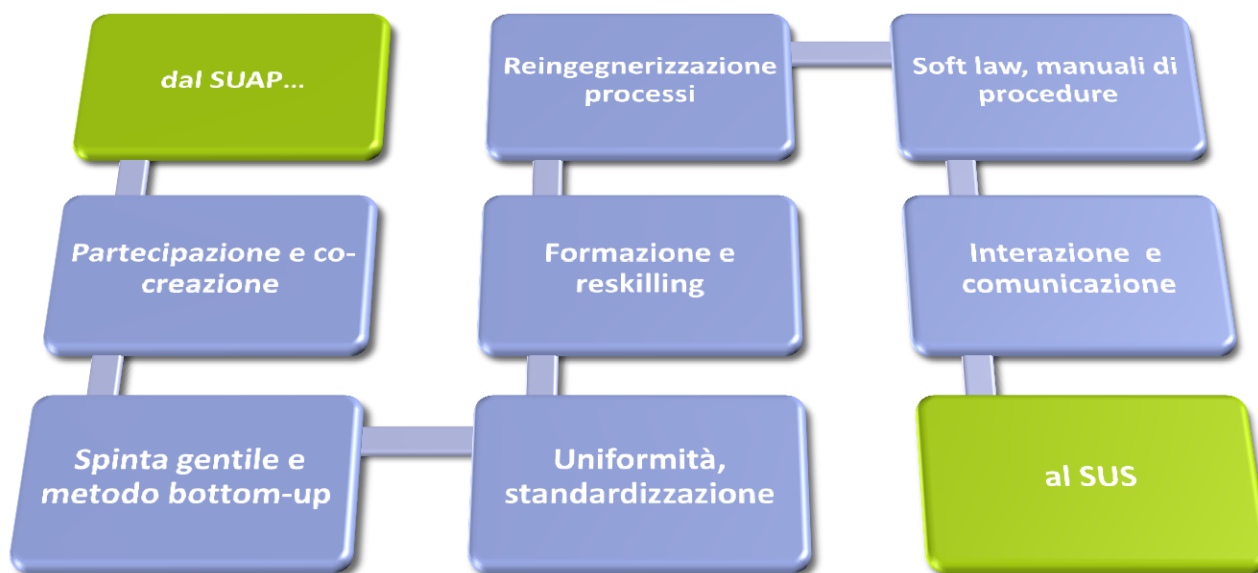 dal SUAP...
Partecipazione e co-
creazione
Spinta gentile e
metodo bottom-up
Uniformità,
standardizzazione
Formazione e
reskilling
Reingegnerizzazione
processi
Soft law, manuali di
procedure
Interazione  e
comunicazione
al SUS